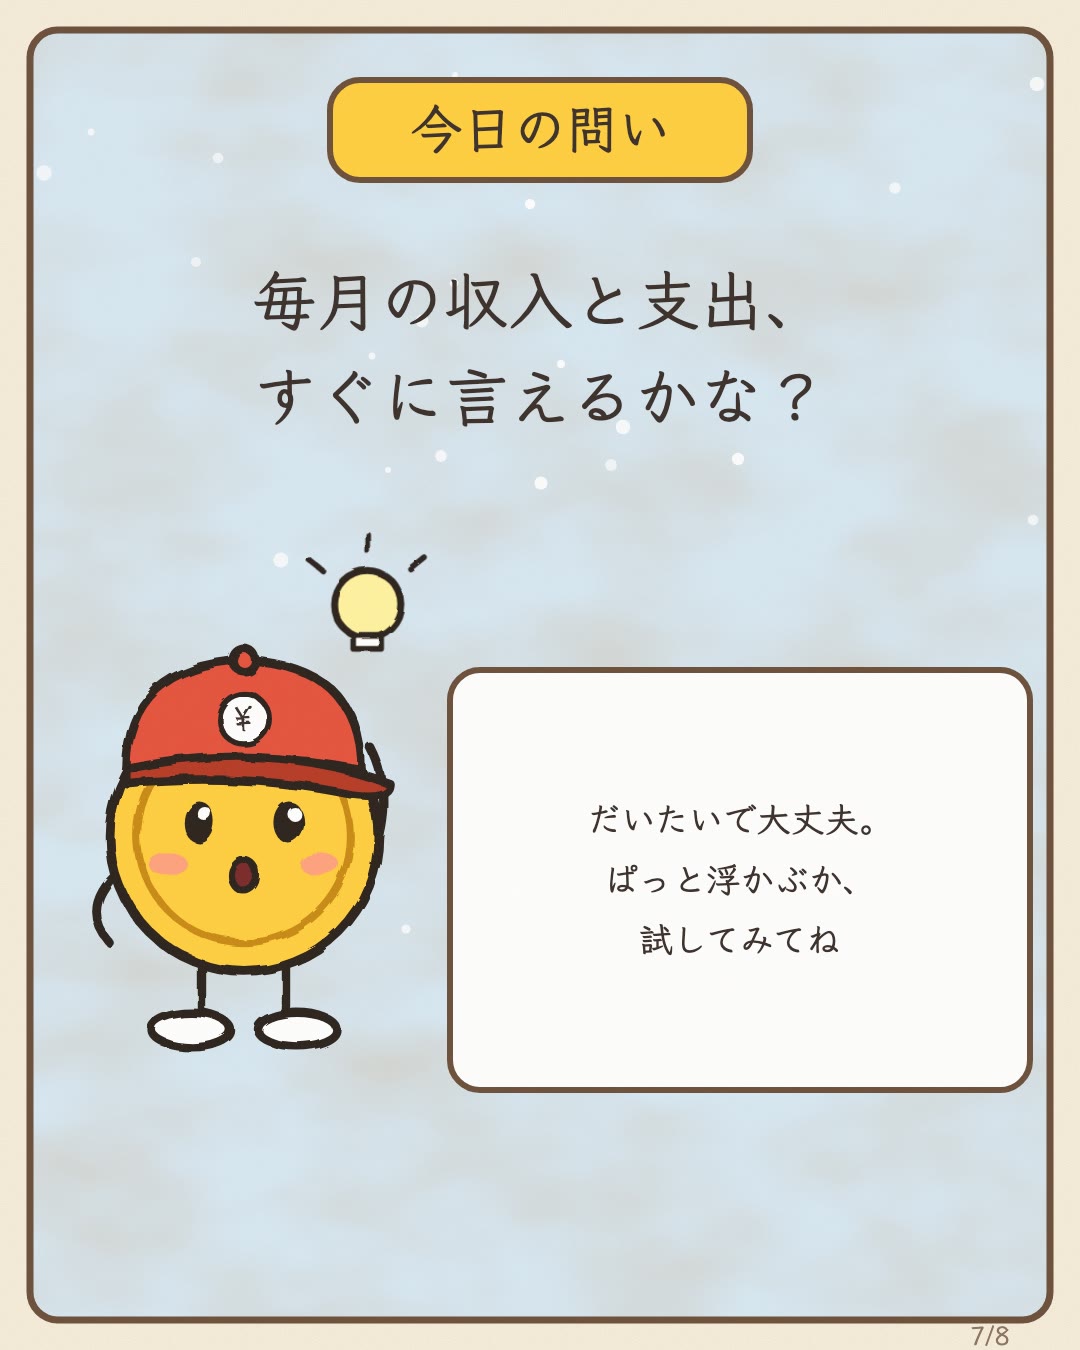 今日の問い
毎月の収入と支出、
すぐに言えるかな？
¥
だいたいで大丈夫。
ぱっと浮かぶか、
試してみてね
7/8